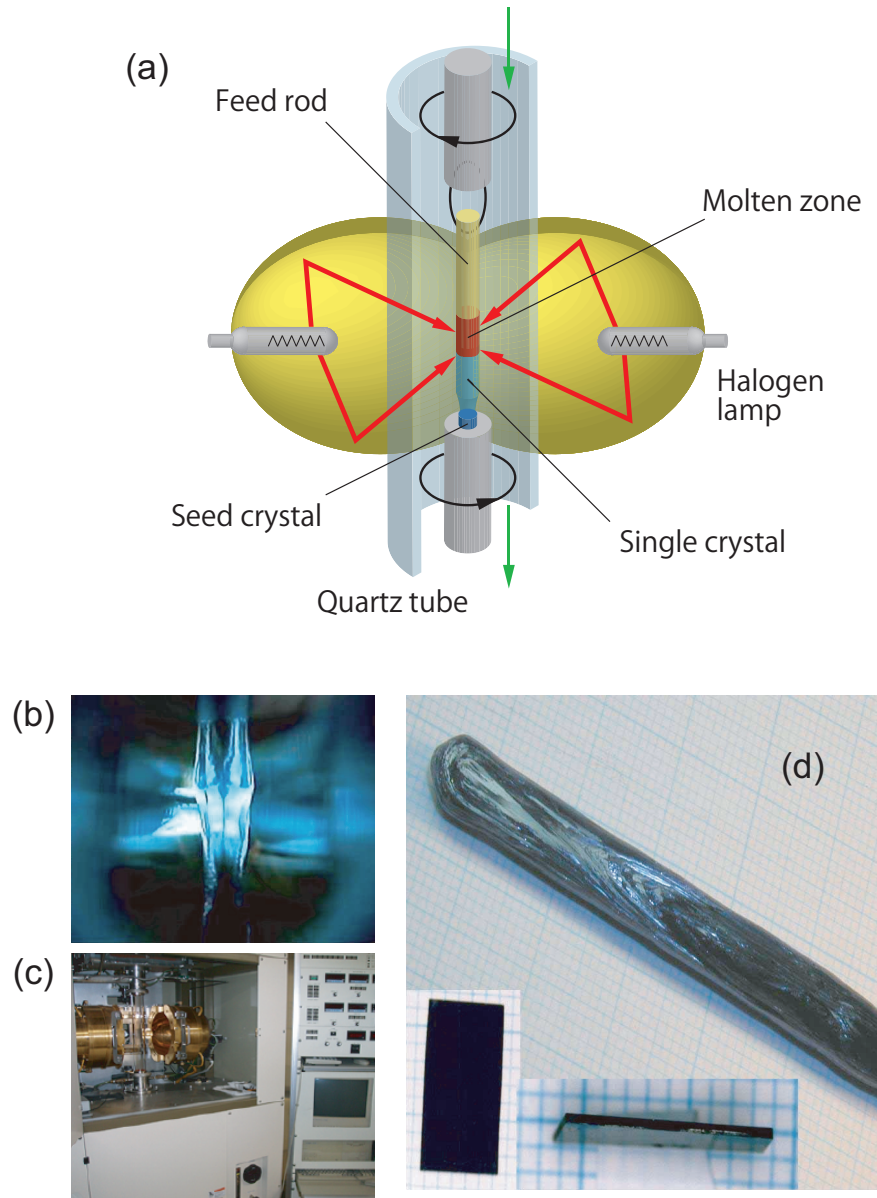 (a)
Feed rod
Molten zone
Halogen
lamp
Seed crystal
Single crystal
Quartz tube
(b)
(d)
(c)